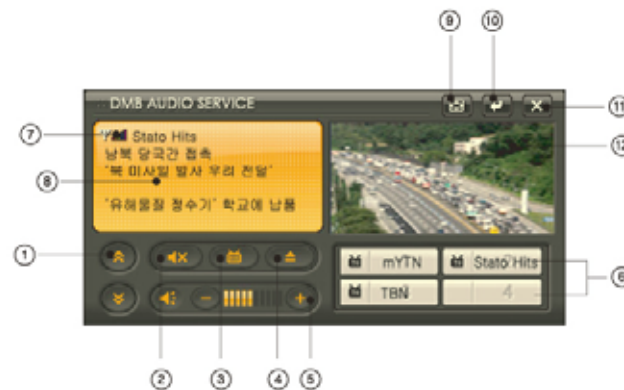 ⑨ ⑩
DMB AUDIO SERVICE
⑪
⑦ Stato Hits
⑫
남북 당국간 접촉
⑧ "북 미사일 발사 우려 전달"
"유해물질 정수기" 학교에 납품
①
mYTN Stato Hits
⑥
TBN 4
② ③ ④ ⑤